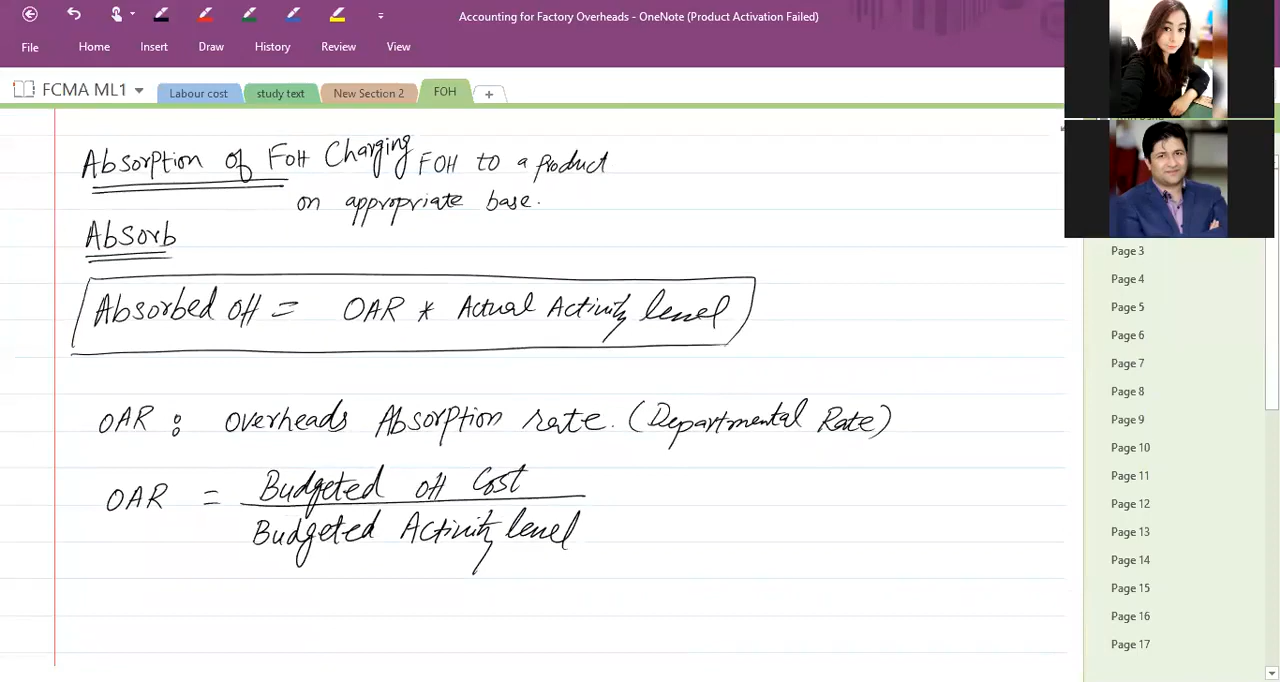 Accounting for Factory Overheads - OneNote (Product Activation Failed)
File Home Insert Draw History Review View
FCMA ML1
Labour cost study text New Section 2 FOH
Absorption of FOH Charging FOH to a product
on appropriate base.
Absorb
Absorbed OH = OAR * Actual Activity level
OAR : Overheads Absorption rate. (Departmental Rate)
OAR = Budgeted OH Cost
Budgeted Activity level
Page 3
Page 4
Page 5
Page 6
Page 7
Page 8
Page 9
Page 10
Page 11
Page 12
Page 13
Page 14
Page 15
Page 16
Page 17